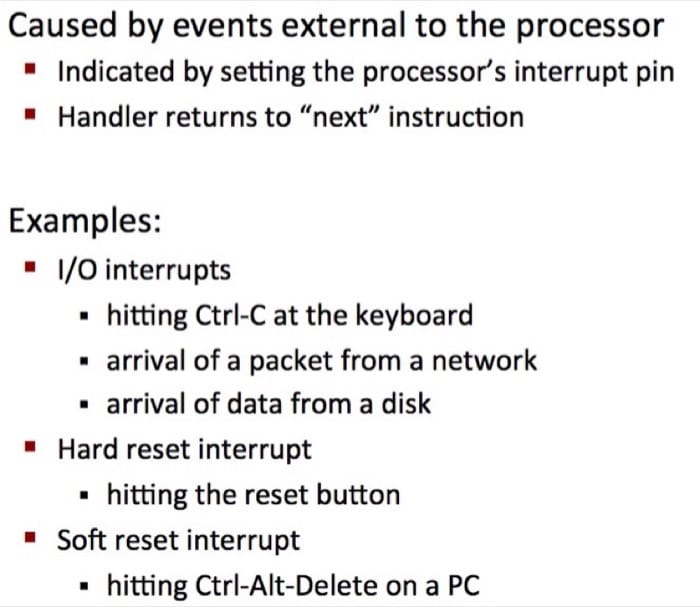 Caused by events external to the processor
▪ Indicated by setting the processor’s interrupt pin
▪ Handler returns to “next” instruction
Examples:
▪ I/O interrupts
▪ hitting Ctrl-C at the keyboard
▪ arrival of a packet from a network
▪ arrival of data from a disk
▪ Hard reset interrupt
▪ hitting the reset button
▪ Soft reset interrupt
▪ hitting Ctrl-Alt-Delete on a PC